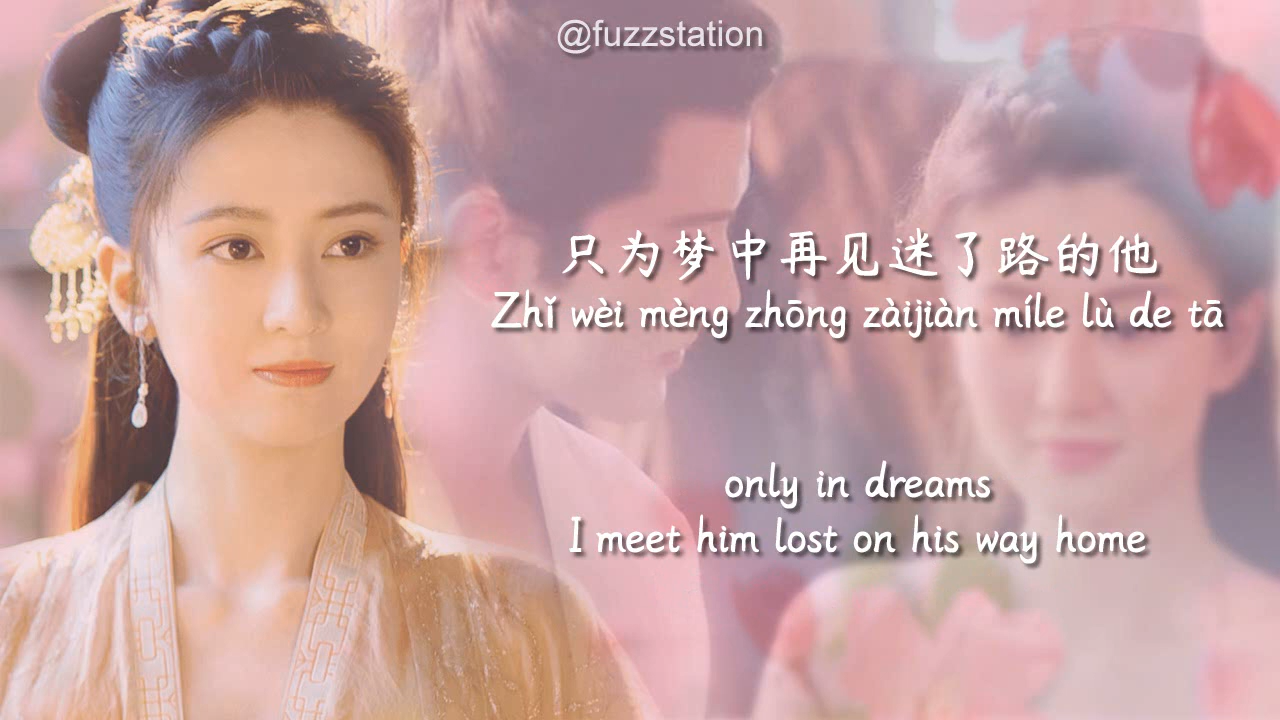 @fuzzstation
只为梦中再见迷了路的他
Zhǐ wèi mèng zhōng zàijiàn míle lù de tā
only in dreams
I meet him lost on his way home